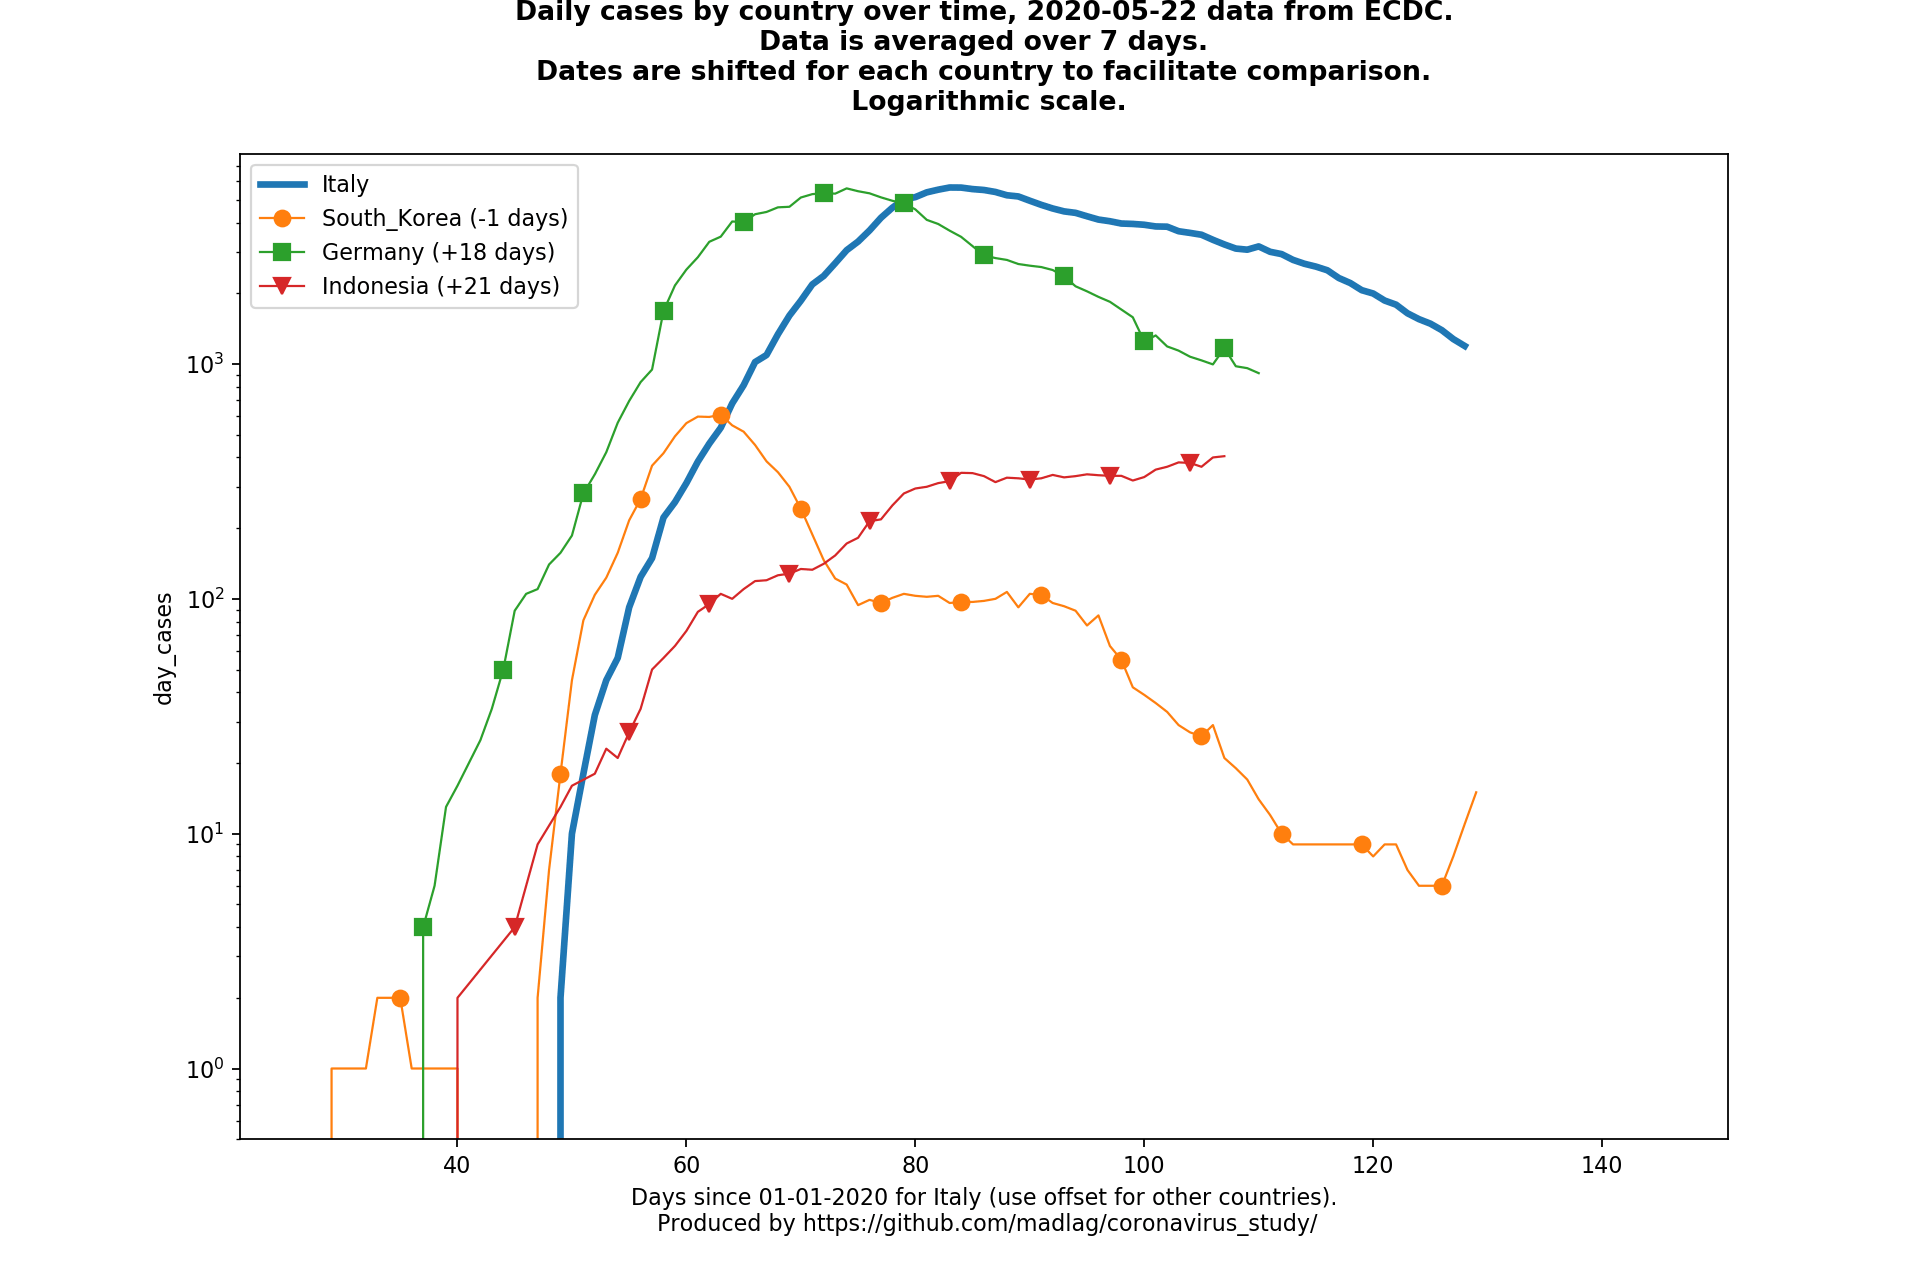 Daily cases by country over time, 2020-05-22 data from ECDC.
Data is averaged over 7 days.
Dates are shifted for each country to facilitate comparison.
Logarithmic scale.
Italy
South_Korea (-1 days)
Germany (+18 days)
Indonesia (+21 days)
day_cases
10³
10²
10¹
10⁰
40 60 80 100 120 140
Days since 01-01-2020 for Italy (use offset for other countries).
Produced by https://github.com/madlag/coronavirus_study/